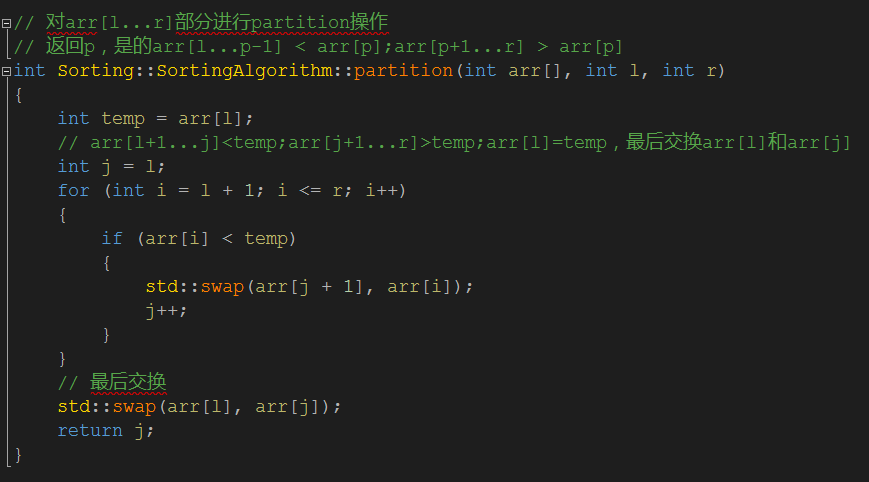 // 对arr[l...r]部分进行partition操作
// 返回p，是的arr[l...p-1] < arr[p];arr[p+1...r] > arr[p]
int Sorting::SortingAlgorithm::partition(int arr[], int l, int r)
{
    int temp = arr[l];
    // arr[l+1...j]<temp;arr[j+1...r]>temp;arr[l]=temp，最后交换arr[l]和arr[j]
    int j = l;
    for (int i = l + 1; i <= r; i++)
    {
        if (arr[i] < temp)
        {
            std::swap(arr[j + 1], arr[i]);
            j++;
        }
    }
    // 最后交换
    std::swap(arr[l], arr[j]);
    return j;
}